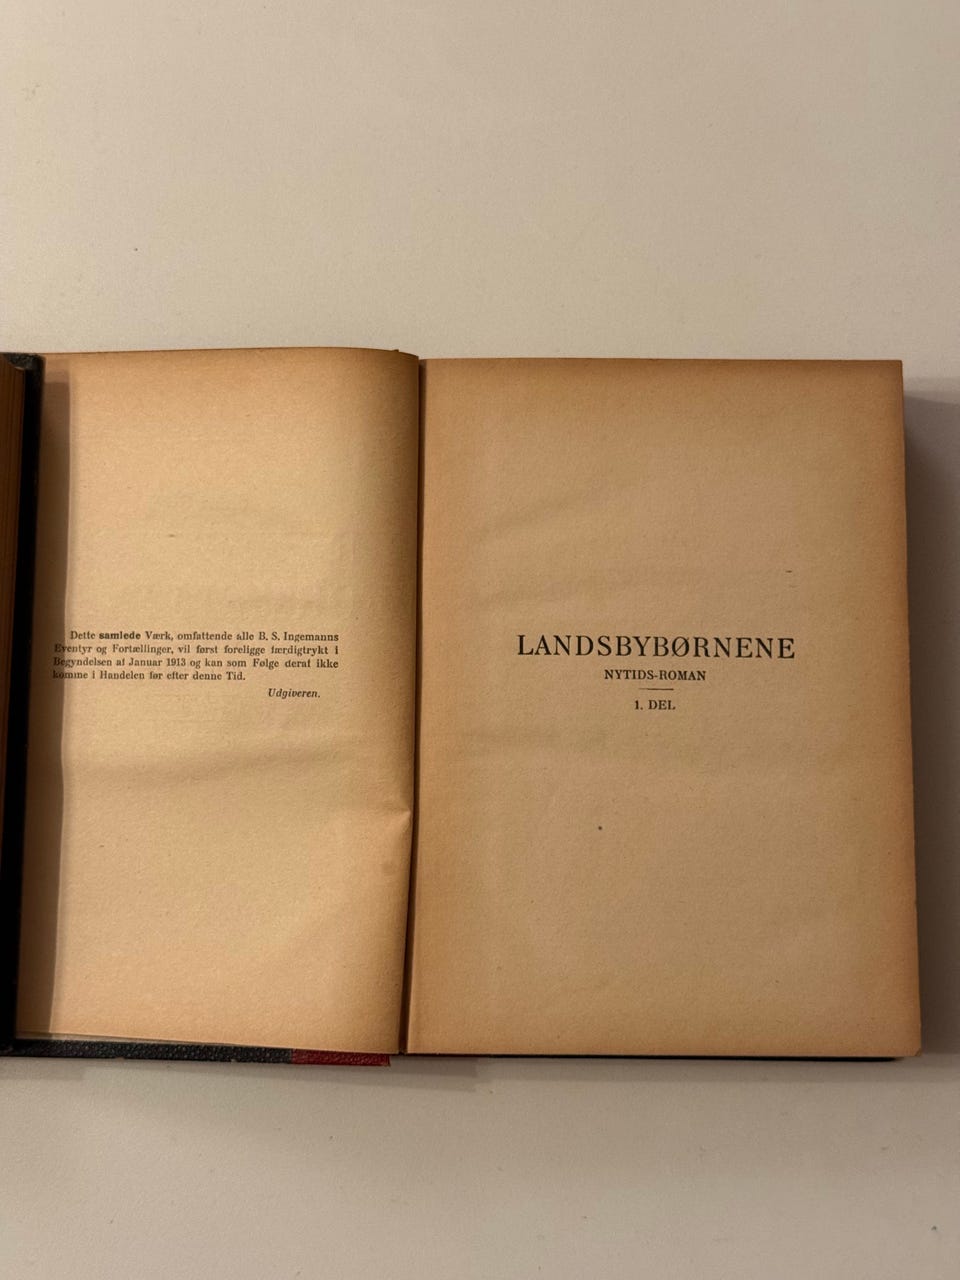 Dette samlede Værk, omfattende alle B. S. Ingemanns
Eventyr og Fortællinger, vil først foreligge færdigtrykt i
Begyndelsen af Januar 1913 og kan som Følge deraf ikke
komme i Handelen før efter denne Tid.
Udgiveren.
LANDSBYBØRNENE
NYTIDS-ROMAN
1. DEL